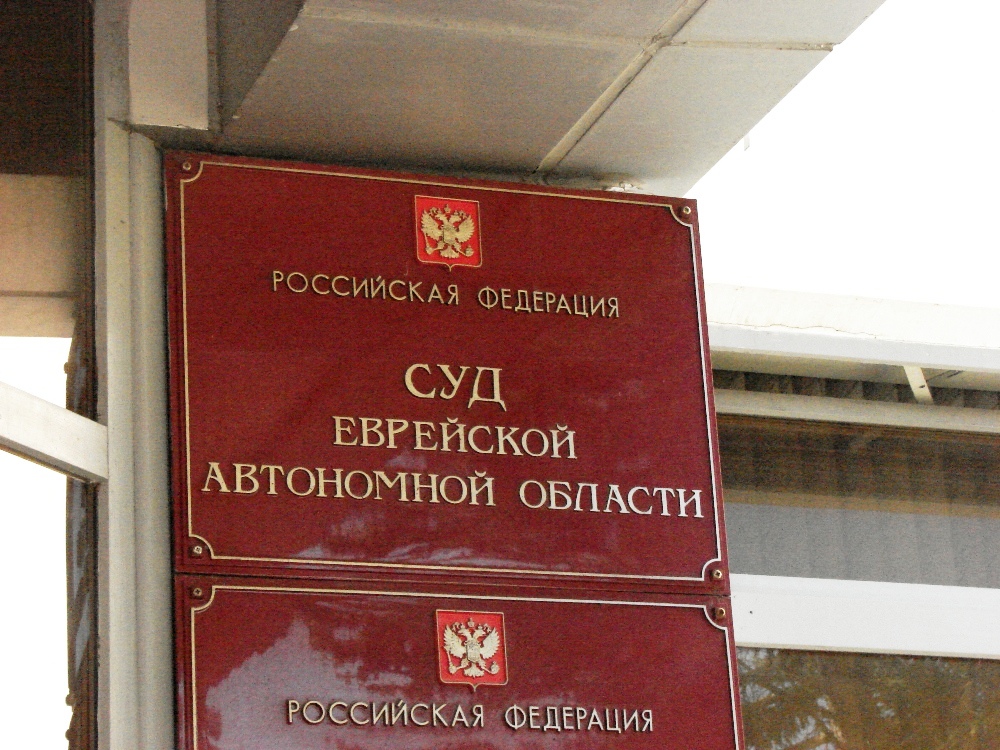 РОССИЙСКАЯ ФЕДЕРАЦИЯ
СУД
ЕВРЕЙСКОЙ
АВТОНОМНОЙ ОБЛАСТИ
РОССИЙСКАЯ ФЕДЕРАЦИЯ